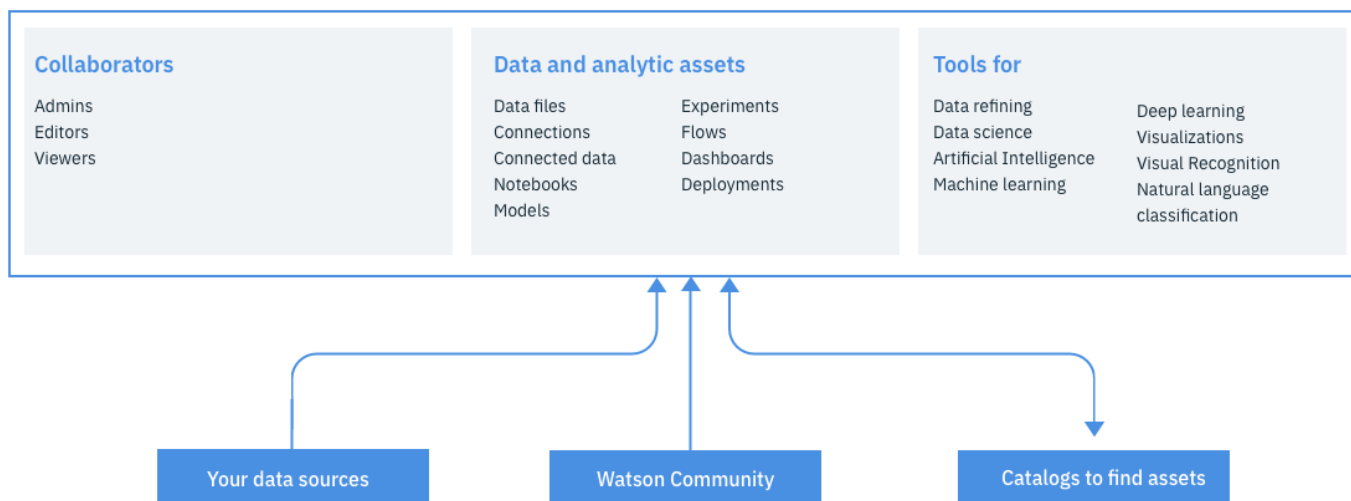 Collaborators
Admins
Editors
Viewers
Data and analytic assets
Data files
Connections
Connected data
Notebooks
Models
Experiments
Flows
Dashboards
Deployments
Tools for
Data refining
Data science
Artificial Intelligence
Machine learning
Deep learning
Visualizations
Visual Recognition
Natural language
classification
Your data sources
Watson Community
Catalogs to find assets